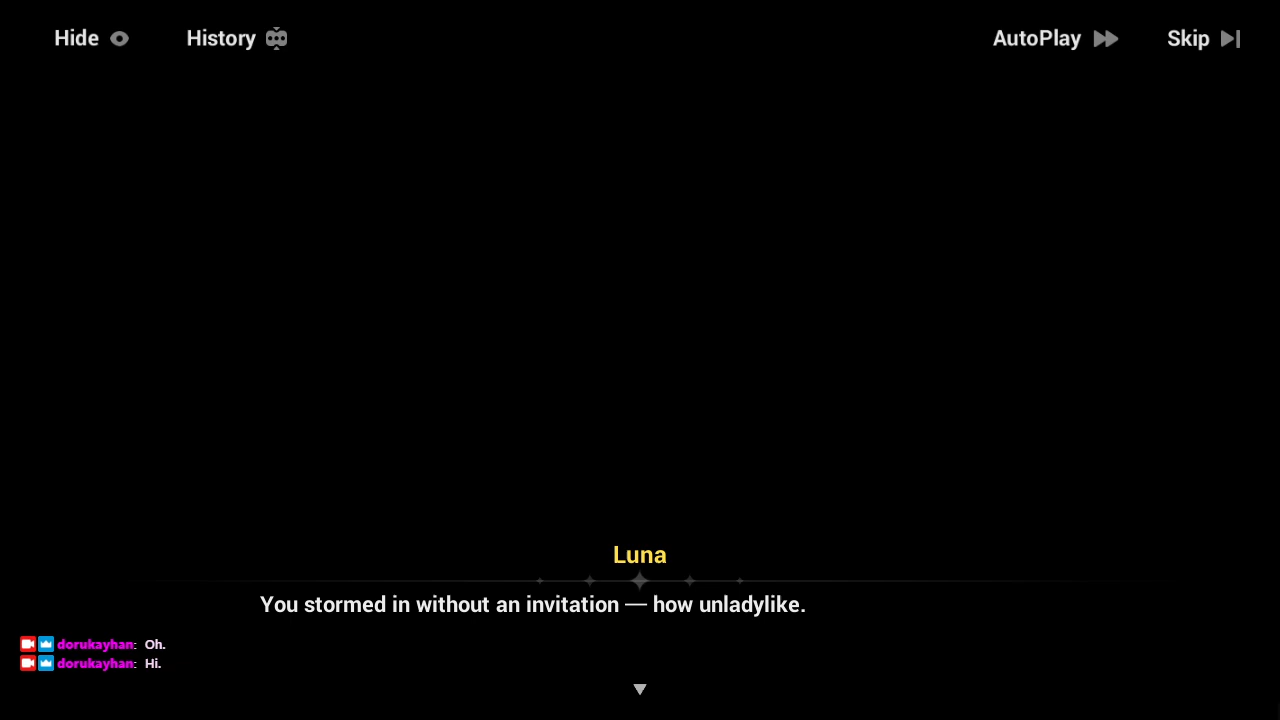 Hide
History
AutoPlay
Skip
Luna
You stormed in without an invitation — how unladylike.
dorukayhan: Oh.
dorukayhan: Hi.